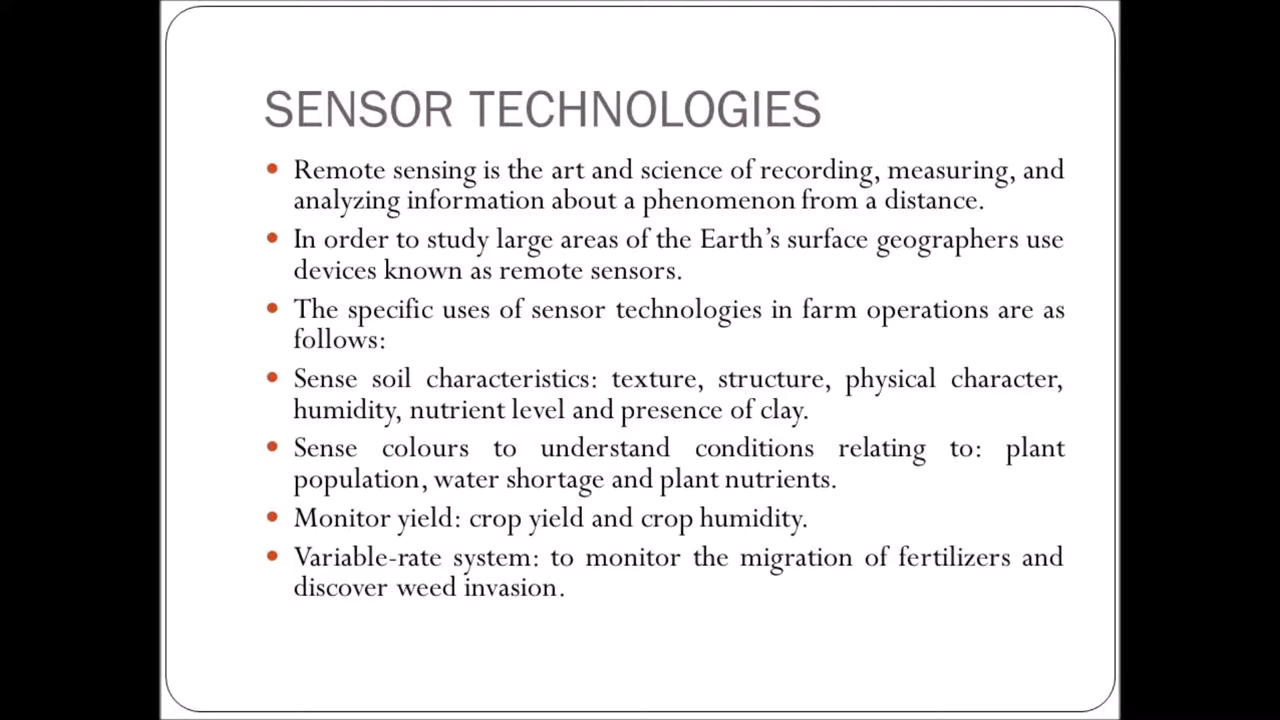 SENSOR TECHNOLOGIES
• Remote sensing is the art and science of recording, measuring, and
analyzing information about a phenomenon from a distance.
• In order to study large areas of the Earth’s surface geographers use
devices known as remote sensors.
• The specific uses of sensor technologies in farm operations are as
follows:
• Sense soil characteristics: texture, structure, physical character,
humidity, nutrient level and presence of clay.
• Sense colours to understand conditions relating to: plant
population, water shortage and plant nutrients.
• Monitor yield: crop yield and crop humidity.
• Variable-rate system: to monitor the migration of fertilizers and
discover weed invasion.